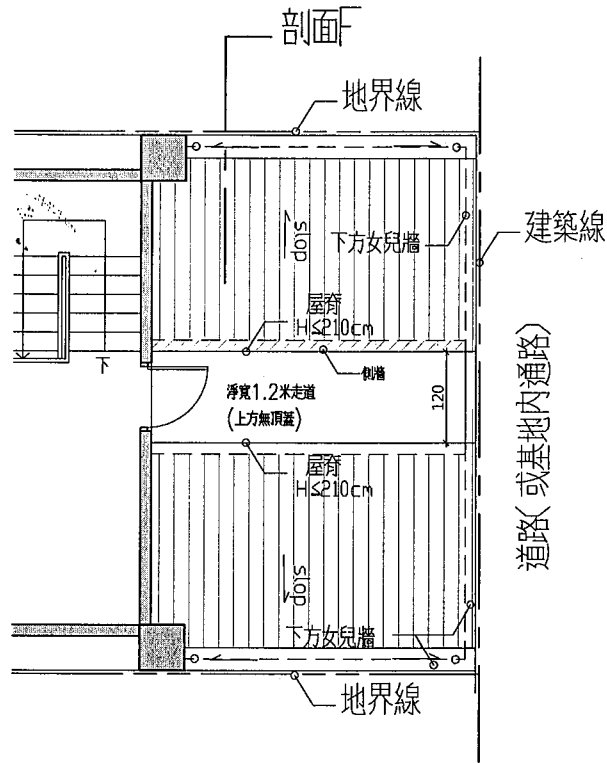 剖面F
地界線
slop
下方女兒牆
建築線
屋脊
H≤210cm
側牆
下
淨寬1.2米走道
(上方無頂蓋)
120
道路(或基地內通路)
屋脊
H≤210cm
slop
下方女兒牆
地界線